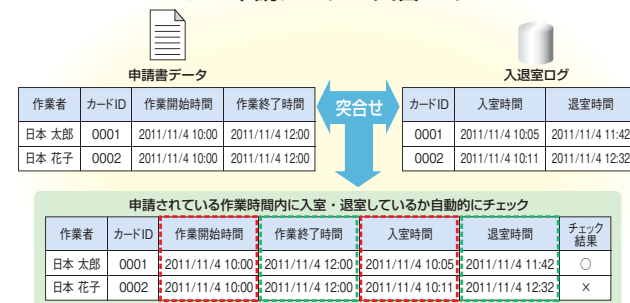 申請書データ
入退室ログ
作業者 カードID 作業開始時間 作業終了時間
日本 太郎 0001 2011/11/4 10:00 2011/11/4 12:00
日本 花子 0002 2011/11/4 10:00 2011/11/4 12:00
突合せ
カードID 入室時間 退室時間
0001 2011/11/4 10:05 2011/11/4 11:42
0002 2011/11/4 10:11 2011/11/4 12:32
申請されている作業時間内に入室・退室しているか自動的にチェック
作業者 カードID 作業開始時間 作業終了時間 入室時間 退室時間 チェック結果
日本 太郎 0001 2011/11/4 10:00 2011/11/4 12:00 2011/11/4 10:05 2011/11/4 11:42 ○
日本 花子 0002 2011/11/4 10:00 2011/11/4 12:00 2011/11/4 10:11 2011/11/4 12:32 ×